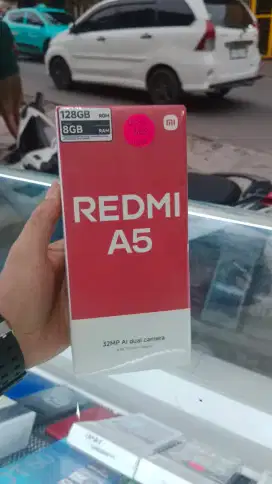 128GB ROM
8GB RAM
mi
REDMI
A5
32MP AI dual camera